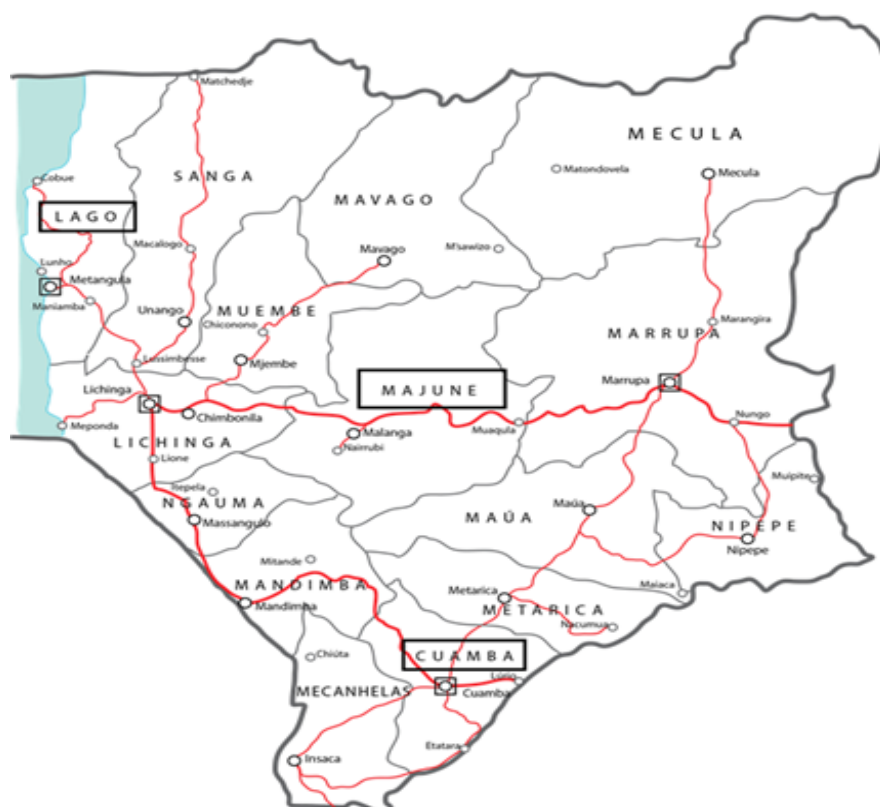 Matchedje
MECULA
Matondovela
Mecula
SANGA
Cobue
MAVAGO
LAGO
Macalogo
Mavago
M'sawizo
Lunho
Metangula
Maniamba
Unango
MUEMBE
Chiconono
Marangira
MARRUPA
Lussimbesse
Mjembe
Lichinga
MAJUNE
Marrupa
Chimbonila
Meponda
Malanga
Muaqula
Nungo
LICHINGA
Nairrubi
Lione
Muipite
Itepela
NGAUMA
Maúa
Massangulo
MAÚA
NIPEPE
Nipepe
Mitande
MANDIMBA
Metarica
Maiaca
Mandimba
METARICA
Nacumua
Chiúta
CUAMBA
Lúrio
MECANHELAS
Cuamba
Etatara
Insaca